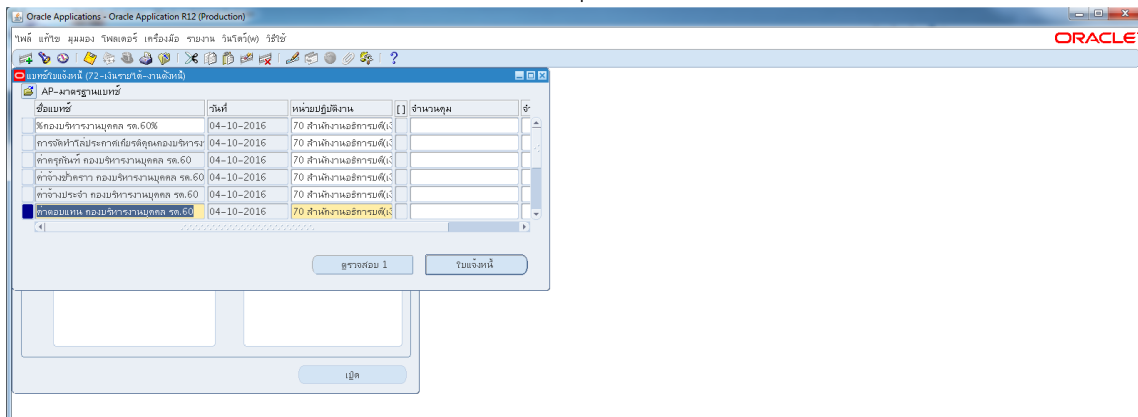 Oracle Applications - Oracle Application R12 (Production)
ไฟล์ แก้ไข มุมมอง โฟลเดอร์ เครื่องมือ รายงาน วินโดว์(w) วิธีใช้
ORACLE
แบทช์ใบแจ้งหนี้ (72-เงินรายได้-งานตั้งหนี้)
AP-มาตรฐานแบทช์
ชื่อแบทช์ วันที่ หน่วยปฏิบัติงาน [ ] จำนวนคุม จำ
%กองบริหารงานบุคคล รด.60% 04-10-2016 70 สำนักงานอธิการบดี(เงิ
การจัดทำโล่ประกาศเกียรติคุณกองบริหารงา 04-10-2016 70 สำนักงานอธิการบดี(เงิ
ค่าครุภัณฑ์ กองบริหารงานบุคคล รด.60 04-10-2016 70 สำนักงานอธิการบดี(เงิ
ค่าจ้างชั่วคราว กองบริหารงานบุคคล รด.60 04-10-2016 70 สำนักงานอธิการบดี(เงิ
ค่าจ้างประจำ กองบริหารงานบุคคล รด.60 04-10-2016 70 สำนักงานอธิการบดี(เงิ
ค่าตอบแทน กองบริหารงานบุคคล รด.60 04-10-2016 70 สำนักงานอธิการบดี(เงิ
ตรวจสอบ 1 ใบแจ้งหนี้
เปิด